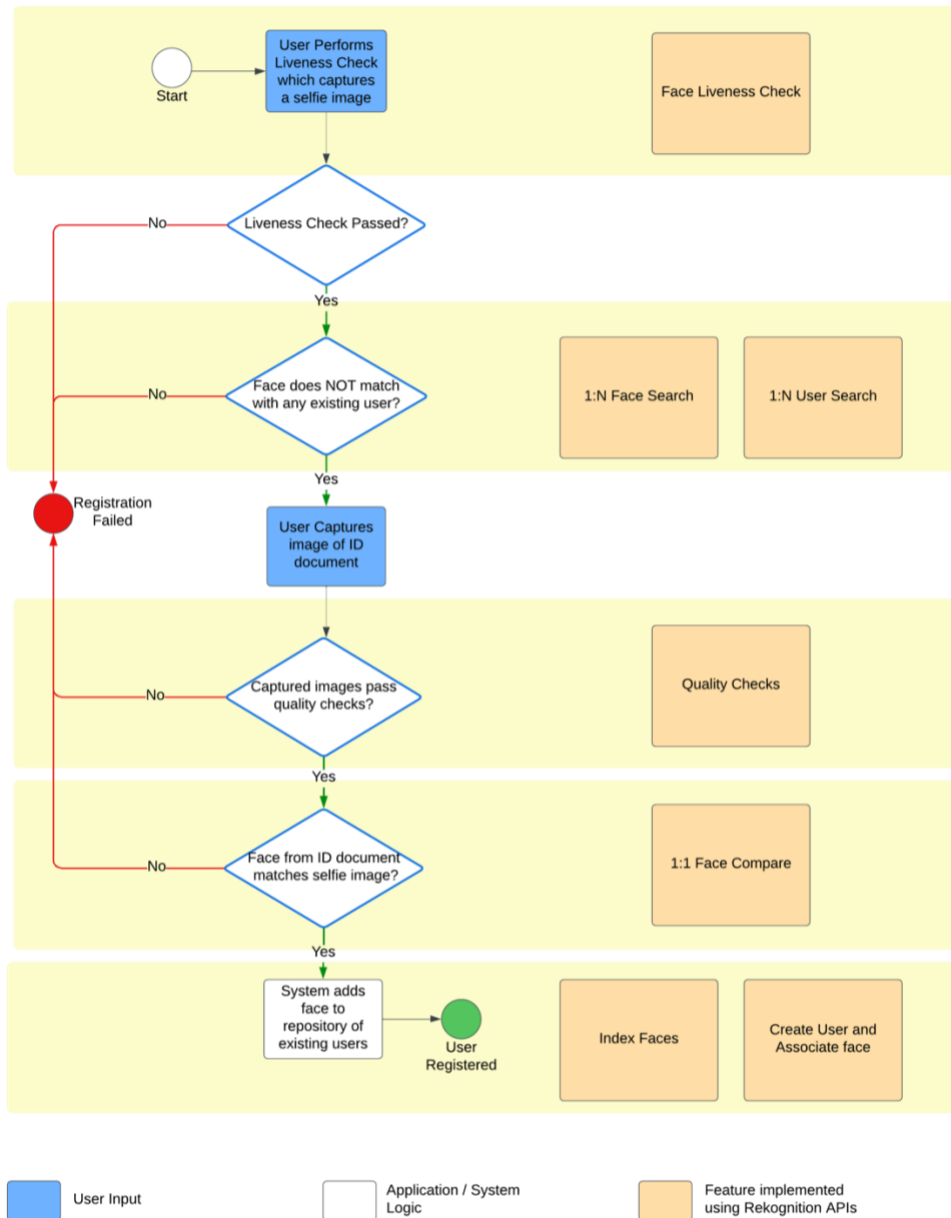 User Performs
Liveness Check
which captures
a selfie image
Start
Face Liveness Check
Liveness Check Passed?
No
Yes
Face does NOT match
with any existing user?
No
1:N Face Search
1:N User Search
Yes
Registration
Failed
User Captures
image of ID
document
Captured images pass
quality checks?
No
Quality Checks
Yes
Face from ID document
matches selfie image?
No
1:1 Face Compare
Yes
System adds
face to
repository of
existing users
User
Registered
Index Faces
Create User and
Associate face
User Input
Application / System
Logic
Feature implemented
using Rekognition APIs